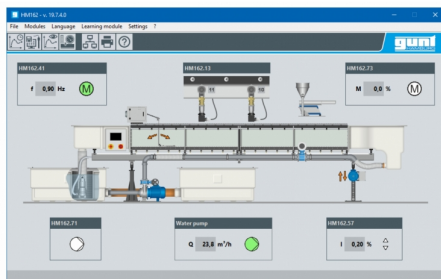 HM162 - v. 19.7.4.0
File Modules Language Learning module Settings ?
gunt
HM162.41
f 0,90 Hz M
HM162.13
11 10
HM162.73
M 0,0 % M
HM162.71
Water pump
Q 23,8 m³/h
HM162.57
I 0,20 %